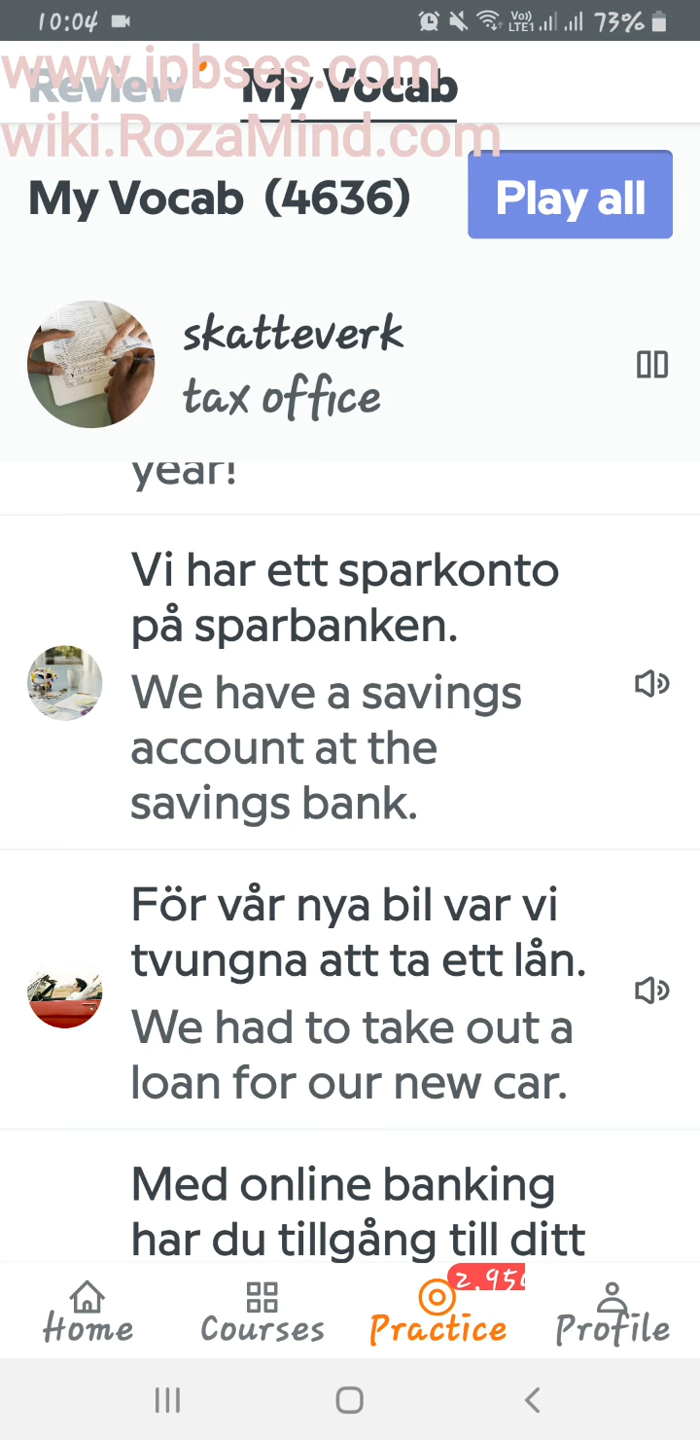 10:04 Vo)) LTE1 73%
www.ipbses.com
Review My Vocab
wiki.RozaMind.com
My Vocab (4636) Play all
skatteverk
tax office
year!
Vi har ett sparkonto
på sparbanken.
We have a savings
account at the
savings bank.
För vår nya bil var vi
tvungna att ta ett lån.
We had to take out a
loan for our new car.
Med online banking
har du tillgång till ditt
Home Courses Practice Profile